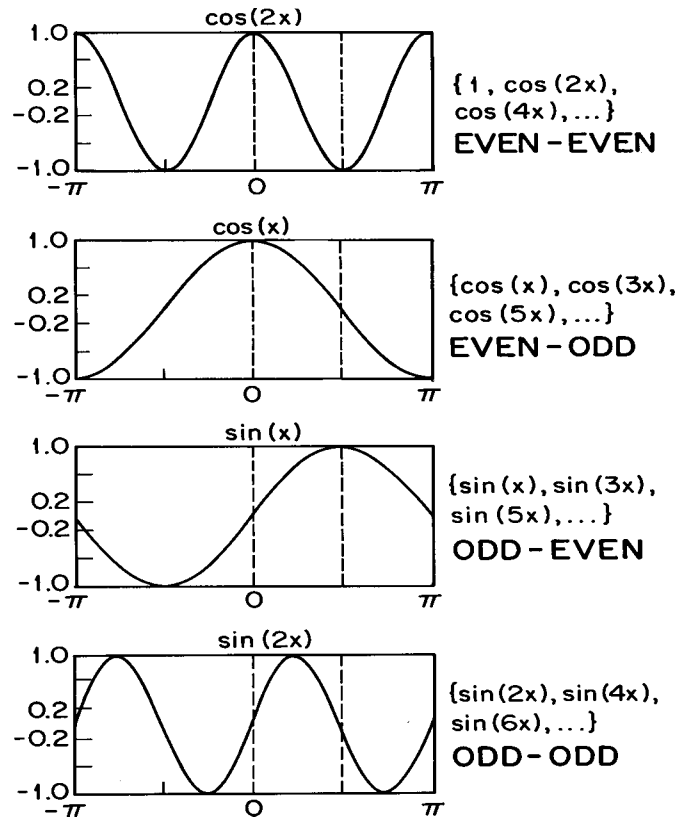 cos(2x)
1.0
0.2
-0.2
-1.0
-π 0 π
{1, cos(2x),
cos(4x),...}
EVEN-EVEN
cos(x)
1.0
0.2
-0.2
-1.0
-π 0 π
{cos(x), cos(3x),
cos(5x),...}
EVEN-ODD
sin(x)
1.0
0.2
-0.2
-1.0
-π 0 π
{sin(x), sin(3x),
sin(5x),...}
ODD-EVEN
sin(2x)
1.0
0.2
-0.2
-1.0
-π 0 π
{sin(2x), sin(4x),
sin(6x),...}
ODD-ODD